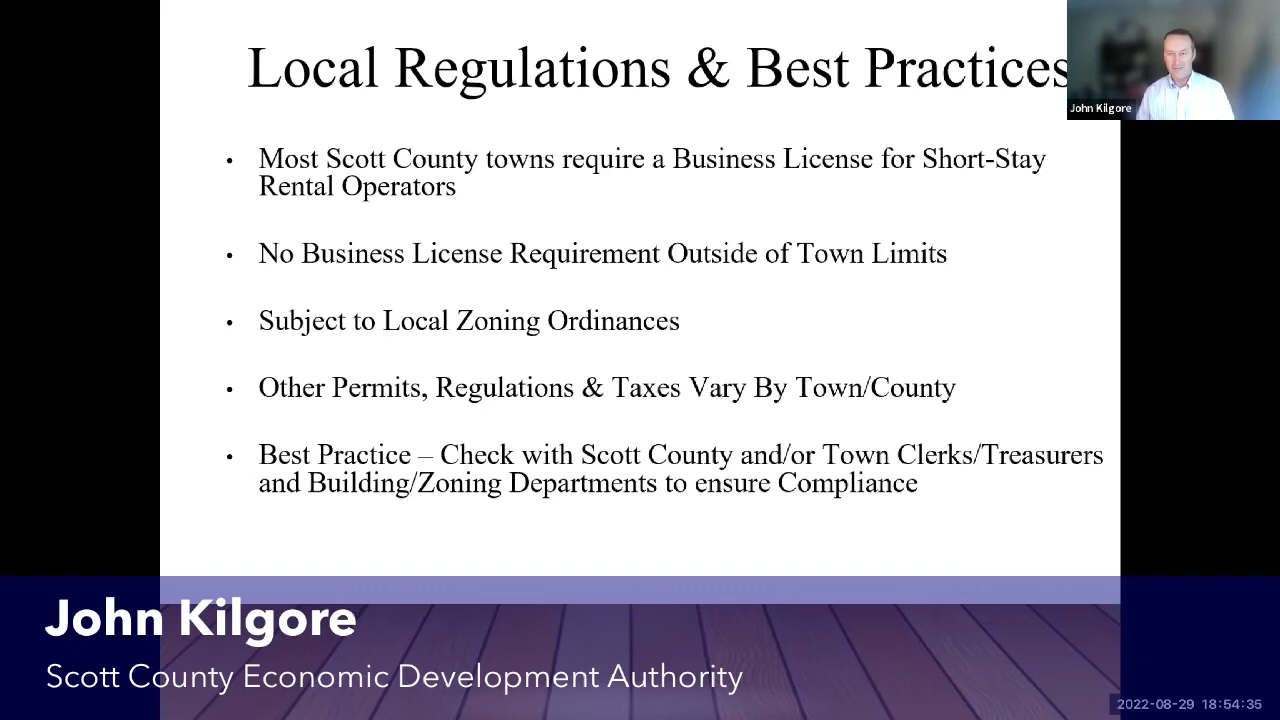 Local Regulations & Best Practices
John Kilgore
• Most Scott County towns require a Business License for Short-Stay
Rental Operators
• No Business License Requirement Outside of Town Limits
• Subject to Local Zoning Ordinances
• Other Permits, Regulations & Taxes Vary By Town/County
• Best Practice – Check with Scott County and/or Town Clerks/Treasurers
and Building/Zoning Departments to ensure Compliance
John Kilgore
Scott County Economic Development Authority
2022-08-29 18:54:35